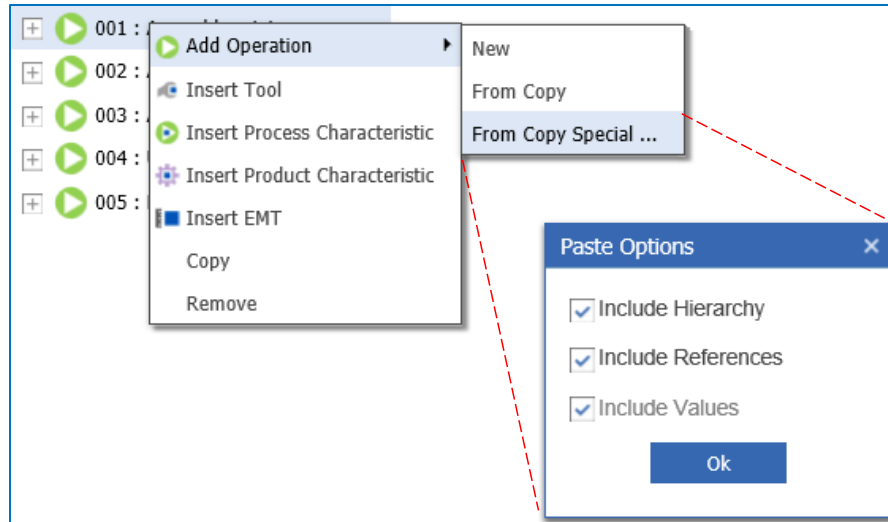 001 :
002 :
003 :
004 :
005 :
Add Operation
Insert Tool
Insert Process Characteristic
Insert Product Characteristic
Insert EMT
Copy
Remove
New
From Copy
From Copy Special ...
Paste Options
Include Hierarchy
Include References
Include Values
Ok